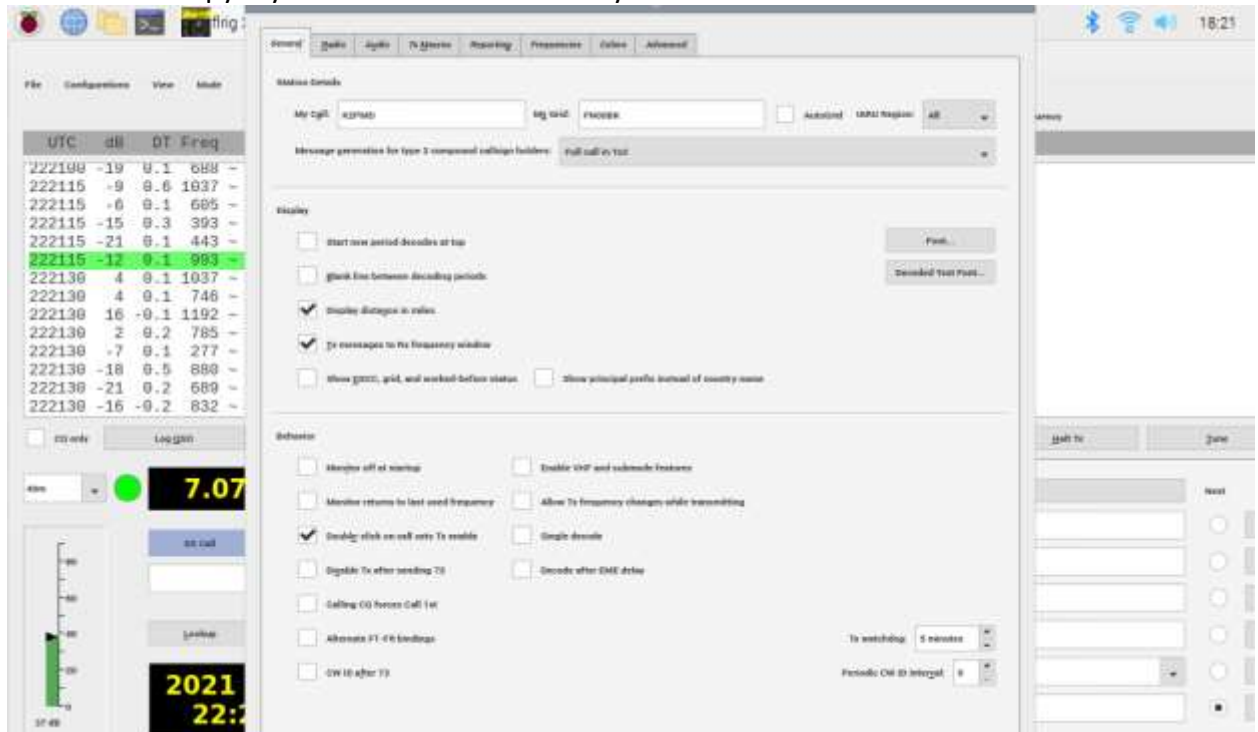 flrig
18:21
General Radio Audio Tx Macros Reporting Frequencies Colors Advanced
File Configurations View Mode
Station Details
My Call: My Grid: AutoGrid IARU Region: All
Message generation for type 2 compound callsign holders: Full call in Tx3
UTC dB DT Freq
222100 -19 0.1 688 ~
222115 -9 0.6 1037 ~
222115 -6 0.1 605 ~
222115 -15 0.3 393 ~
222115 -21 0.1 443 ~
222115 -12 0.1 993 ~
222130 4 0.1 1037 ~
222130 4 0.1 746 ~
222130 16 -0.1 1192 ~
222130 2 0.2 785 ~
222130 -7 0.1 277 ~
222130 -18 0.5 880 ~
222130 -21 0.2 689 ~
222130 -16 -0.2 832 ~
Display
Start new period decodes at top
Font...
Blank line between decoding periods
Decoded Text Font...
Display distance in miles
Tx messages to Rx frequency window
Show DXCC, grid, and worked-before status
Show principal prefix instead of country name
CQ only Log QSO
Halt Tx Tune
Behavior
Monitor off at startup
Enable VHF and submode features
Monitor returns to last used frequency
Allow Tx frequency changes while transmitting
Double-click on call sets Tx enable
Single decode
Disable Tx after sending 73
Decode after EME delay
Calling CQ forces Call 1st
Alternate F1-F6 bindings
Tx watchdog: 5 minutes
CW ID after 73
Periodic CW ID Interval: 0
40m 7.07
Next
DX Call
Lookup
2021
22:2